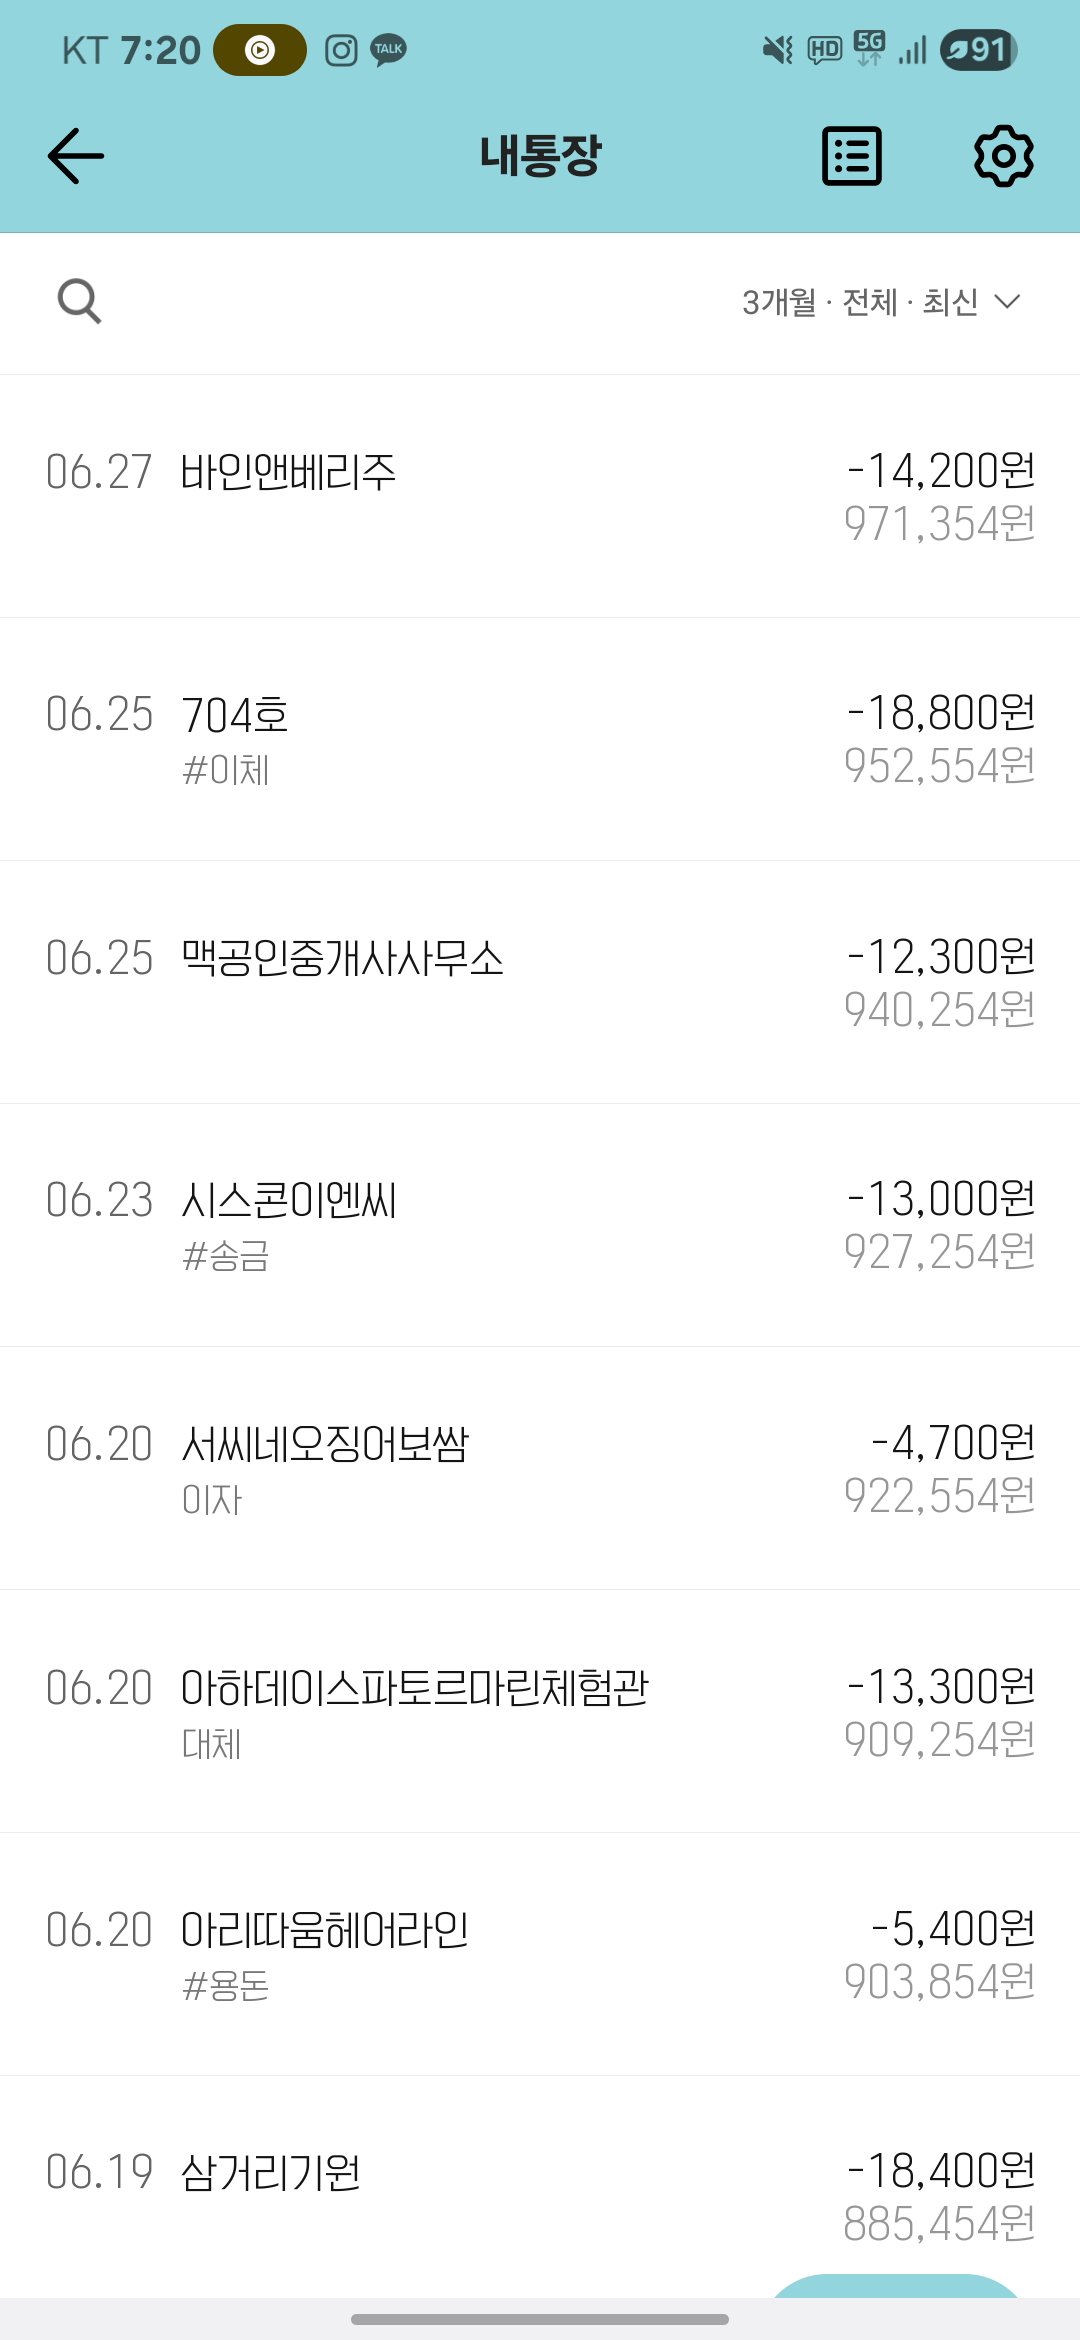 KT 7:20 TALK HD 5G 91
내통장
3개월 · 전체 · 최신
06.27 바인앤베리주 -14,200원
971,354원
06.25 704호 -18,800원
#이체 952,554원
06.25 맥공인중개사사무소 -12,300원
940,254원
06.23 시스콘이엔씨 -13,000원
#송금 927,254원
06.20 서씨네오징어보쌈 -4,700원
이자 922,554원
06.20 아하데이스파토르마린체험관 -13,300원
대체 909,254원
06.20 아리따움헤어라인 -5,400원
#용돈 903,854원
06.19 삼거리기원 -18,400원
885,454원